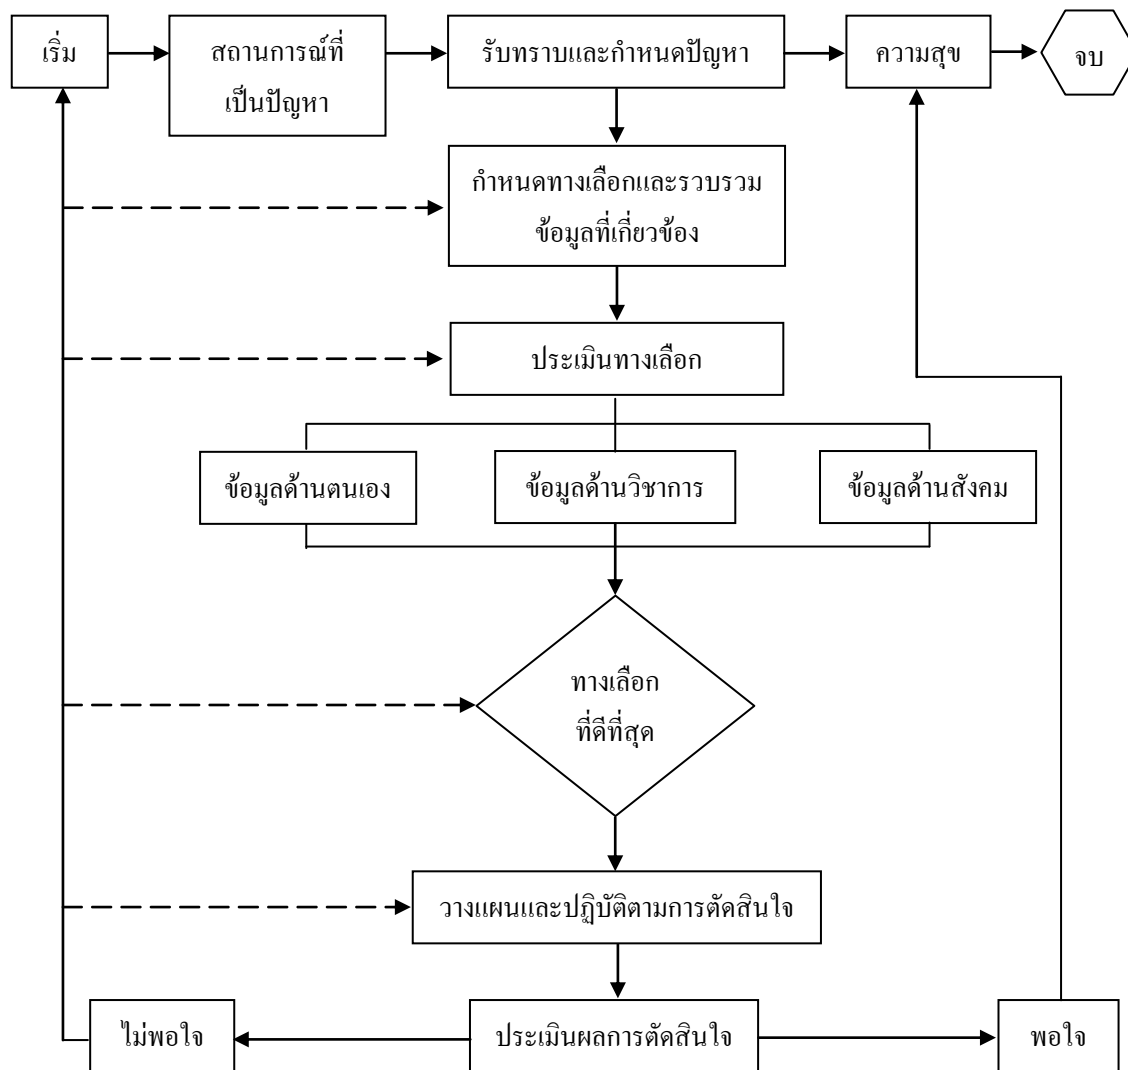 เริ่ม
สถานการณ์ที่
เป็นปัญหา
รับทราบและกำหนดปัญหา
ความสุข
จบ
กำหนดทางเลือกและรวบรวม
ข้อมูลที่เกี่ยวข้อง
ประเมินทางเลือก
ข้อมูลด้านตนเอง
ข้อมูลด้านวิชาการ
ข้อมูลด้านสังคม
ทางเลือก
ที่ดีที่สุด
วางแผนและปฏิบัติตามการตัดสินใจ
ไม่พอใจ
ประเมินผลการตัดสินใจ
พอใจ